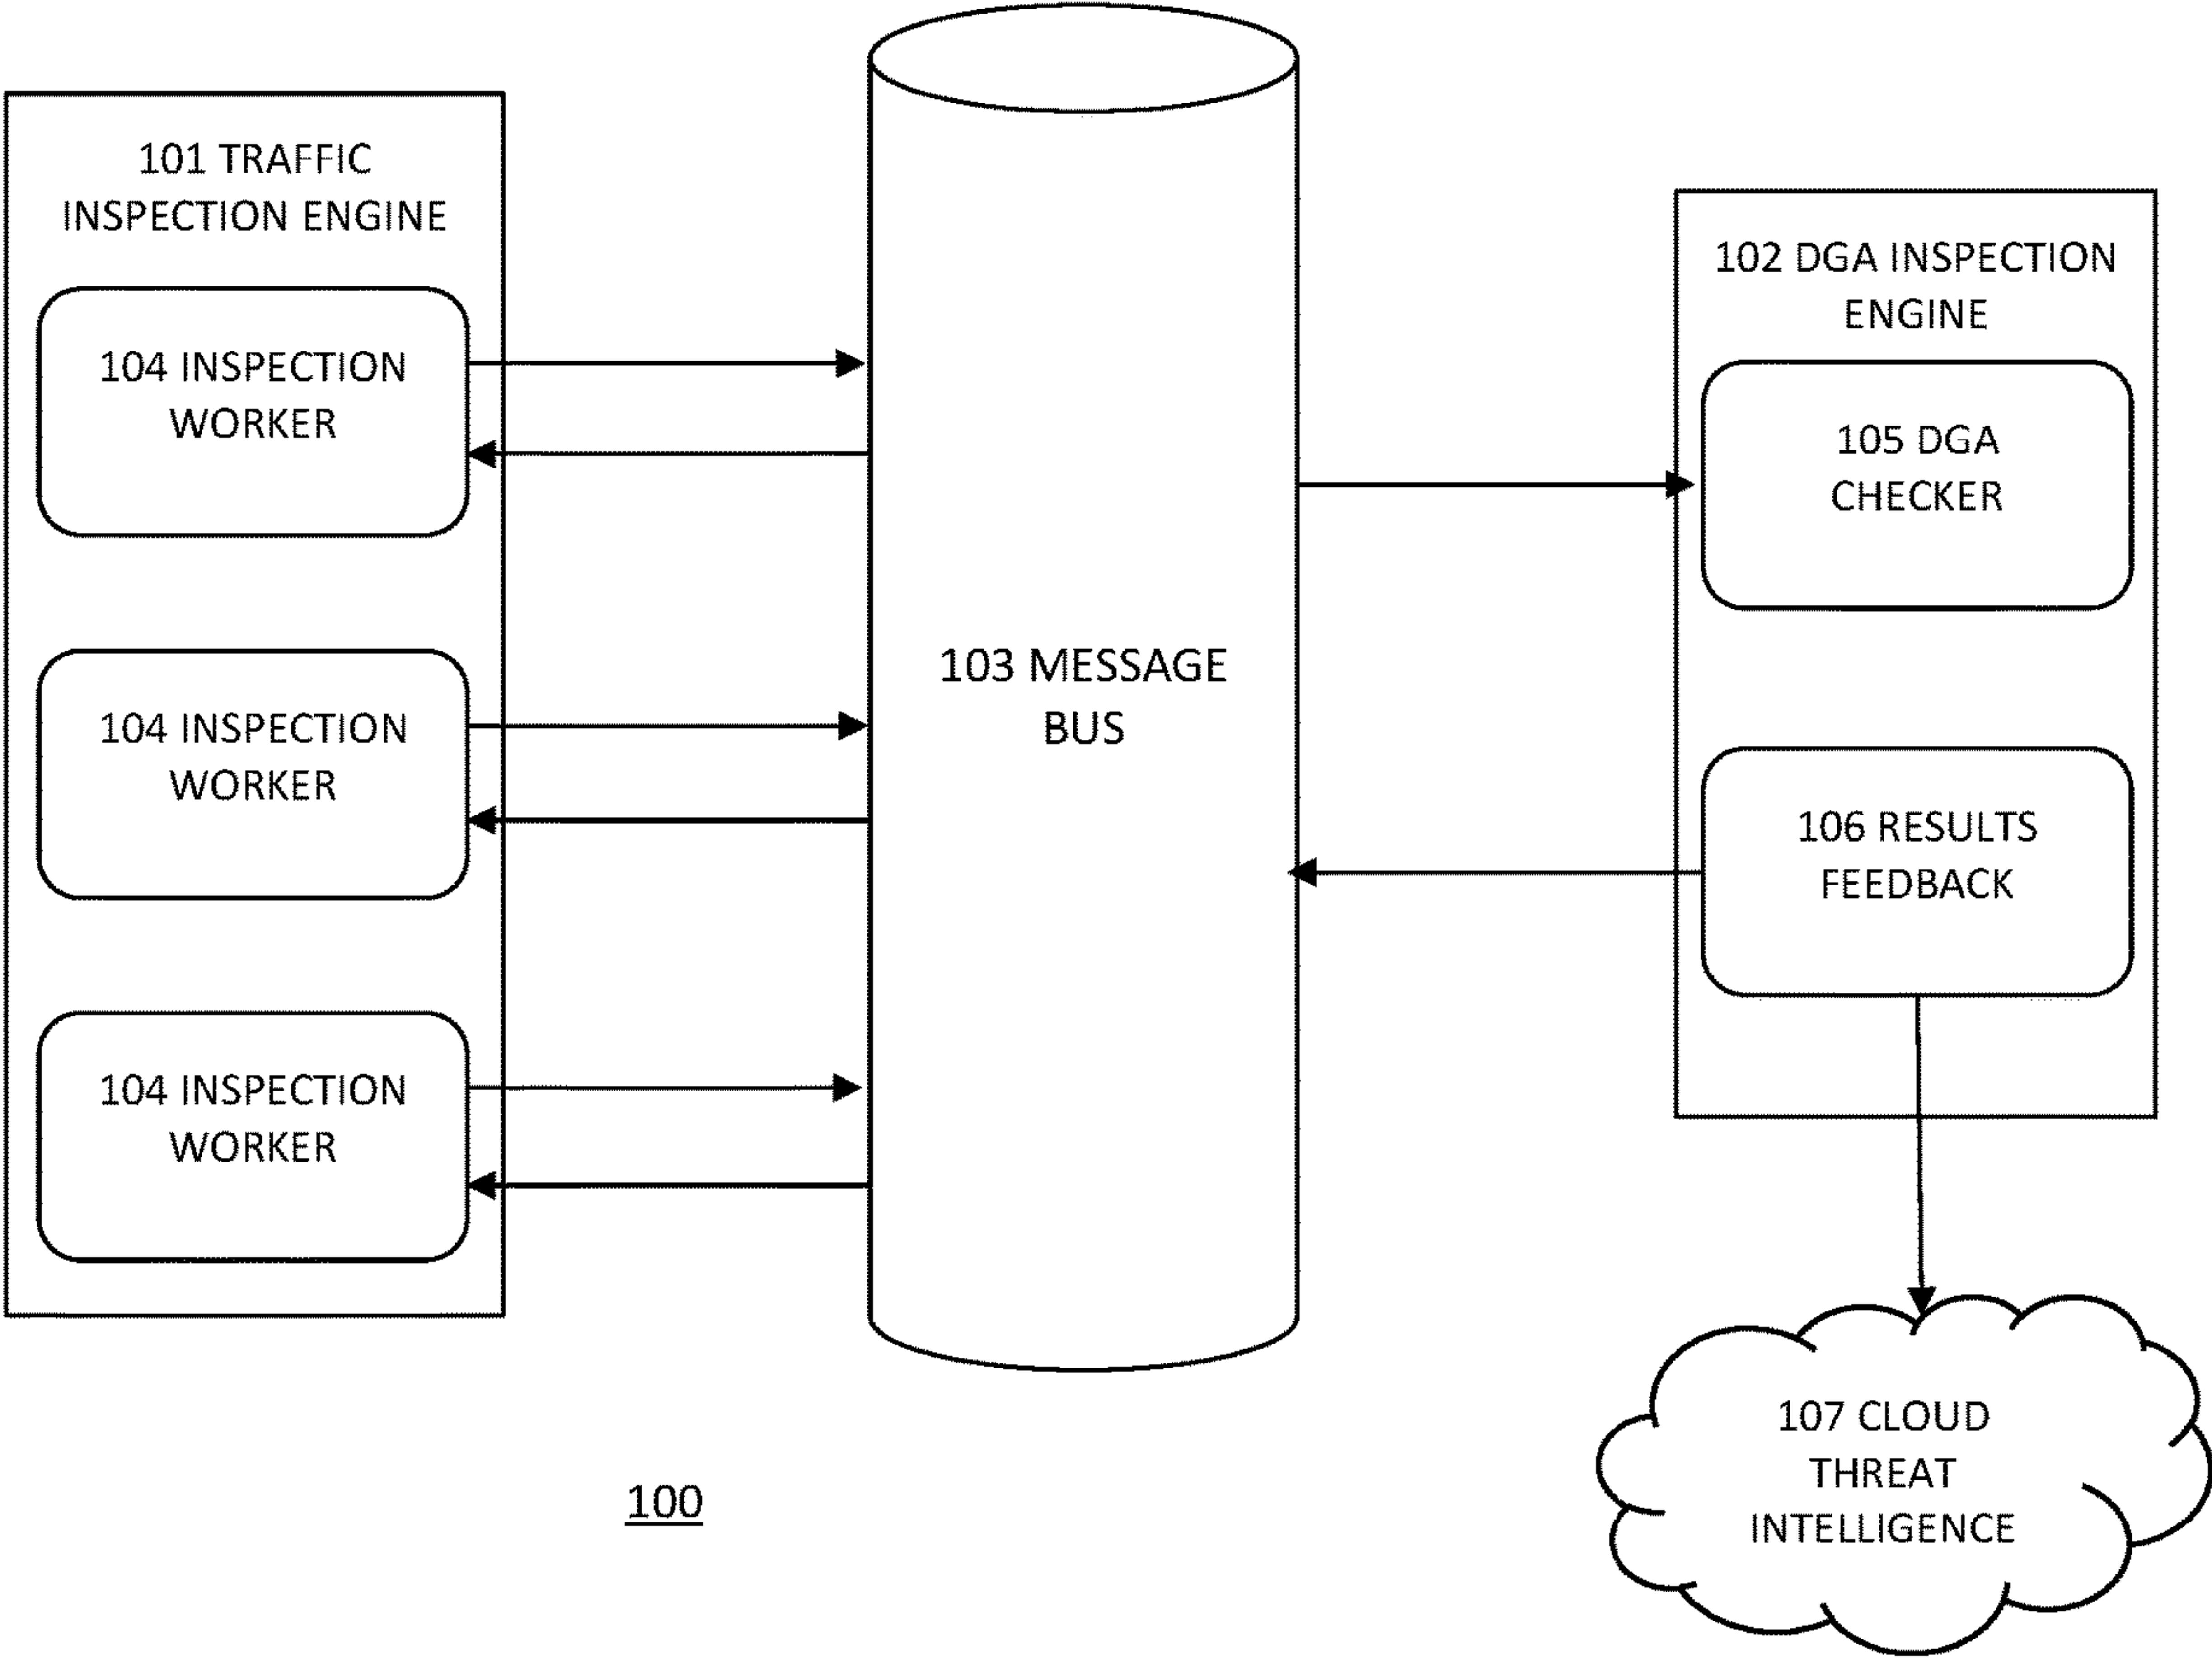 101 TRAFFIC
INSPECTION ENGINE
104 INSPECTION
WORKER
104 INSPECTION
WORKER
104 INSPECTION
WORKER
103 MESSAGE
BUS
102 DGA INSPECTION
ENGINE
105 DGA
CHECKER
106 RESULTS
FEEDBACK
107 CLOUD
THREAT
INTELLIGENCE
100